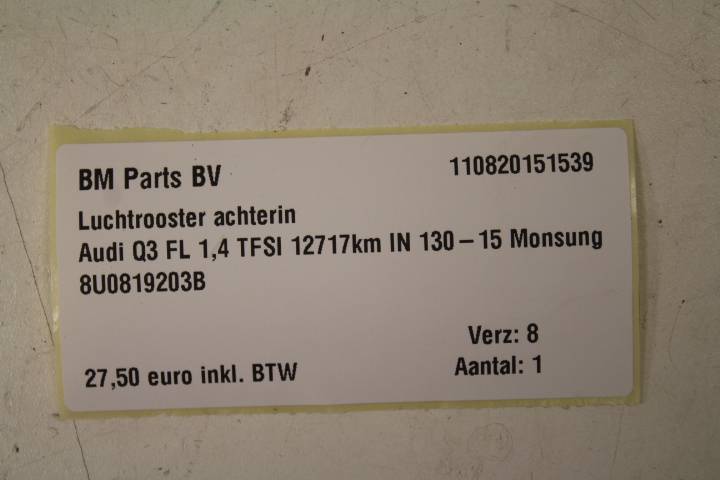 BM Parts BV 110820151539
Luchtrooster achterin
Audi Q3 FL 1,4 TFSI 12717km IN 130-15 Monsung
8U0819203B
Verz: 8
27,50 euro inkl. BTW Aantal: 1